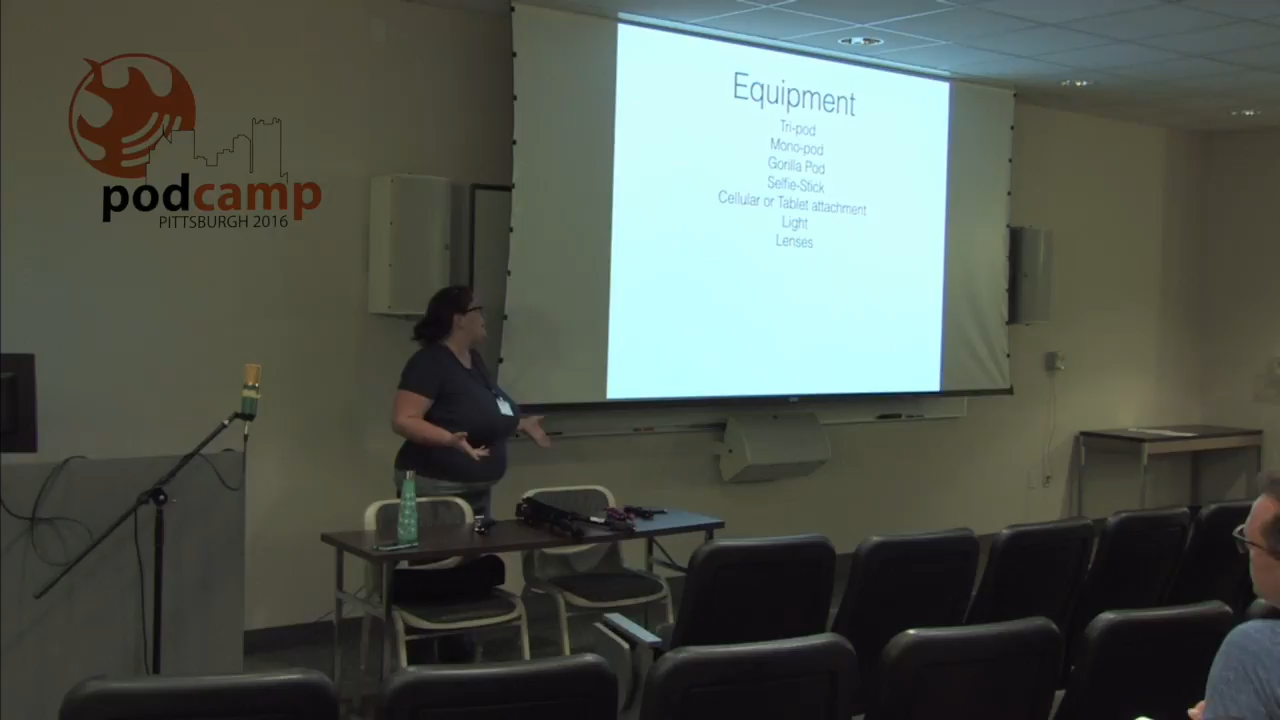 podcamp
PITTSBURGH 2016
Equipment
Tri-pod
Mono-pod
Gorilla Pod
Selfie-Stick
Cellular or Tablet attachment
Light
Lenses